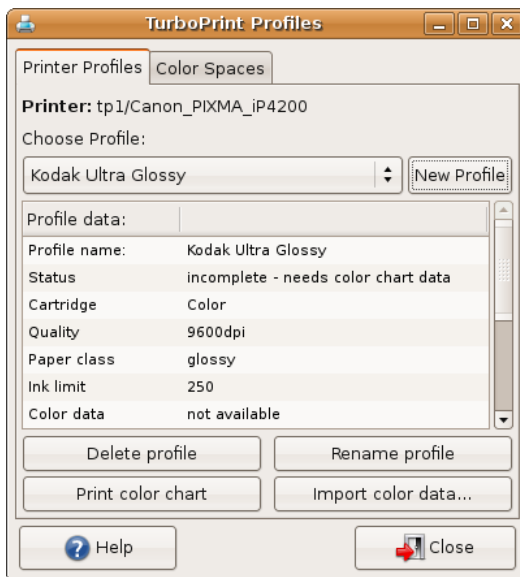 TurboPrint Profiles
Printer Profiles Color Spaces
Printer: tp1/Canon_PIXMA_iP4200
Choose Profile:
Kodak Ultra Glossy New Profile
Profile data:
Profile name: Kodak Ultra Glossy
Status incomplete - needs color chart data
Cartridge Color
Quality 9600dpi
Paper class glossy
Ink limit 250
Color data not available
Delete profile Rename profile
Print color chart Import color data...
Help Close